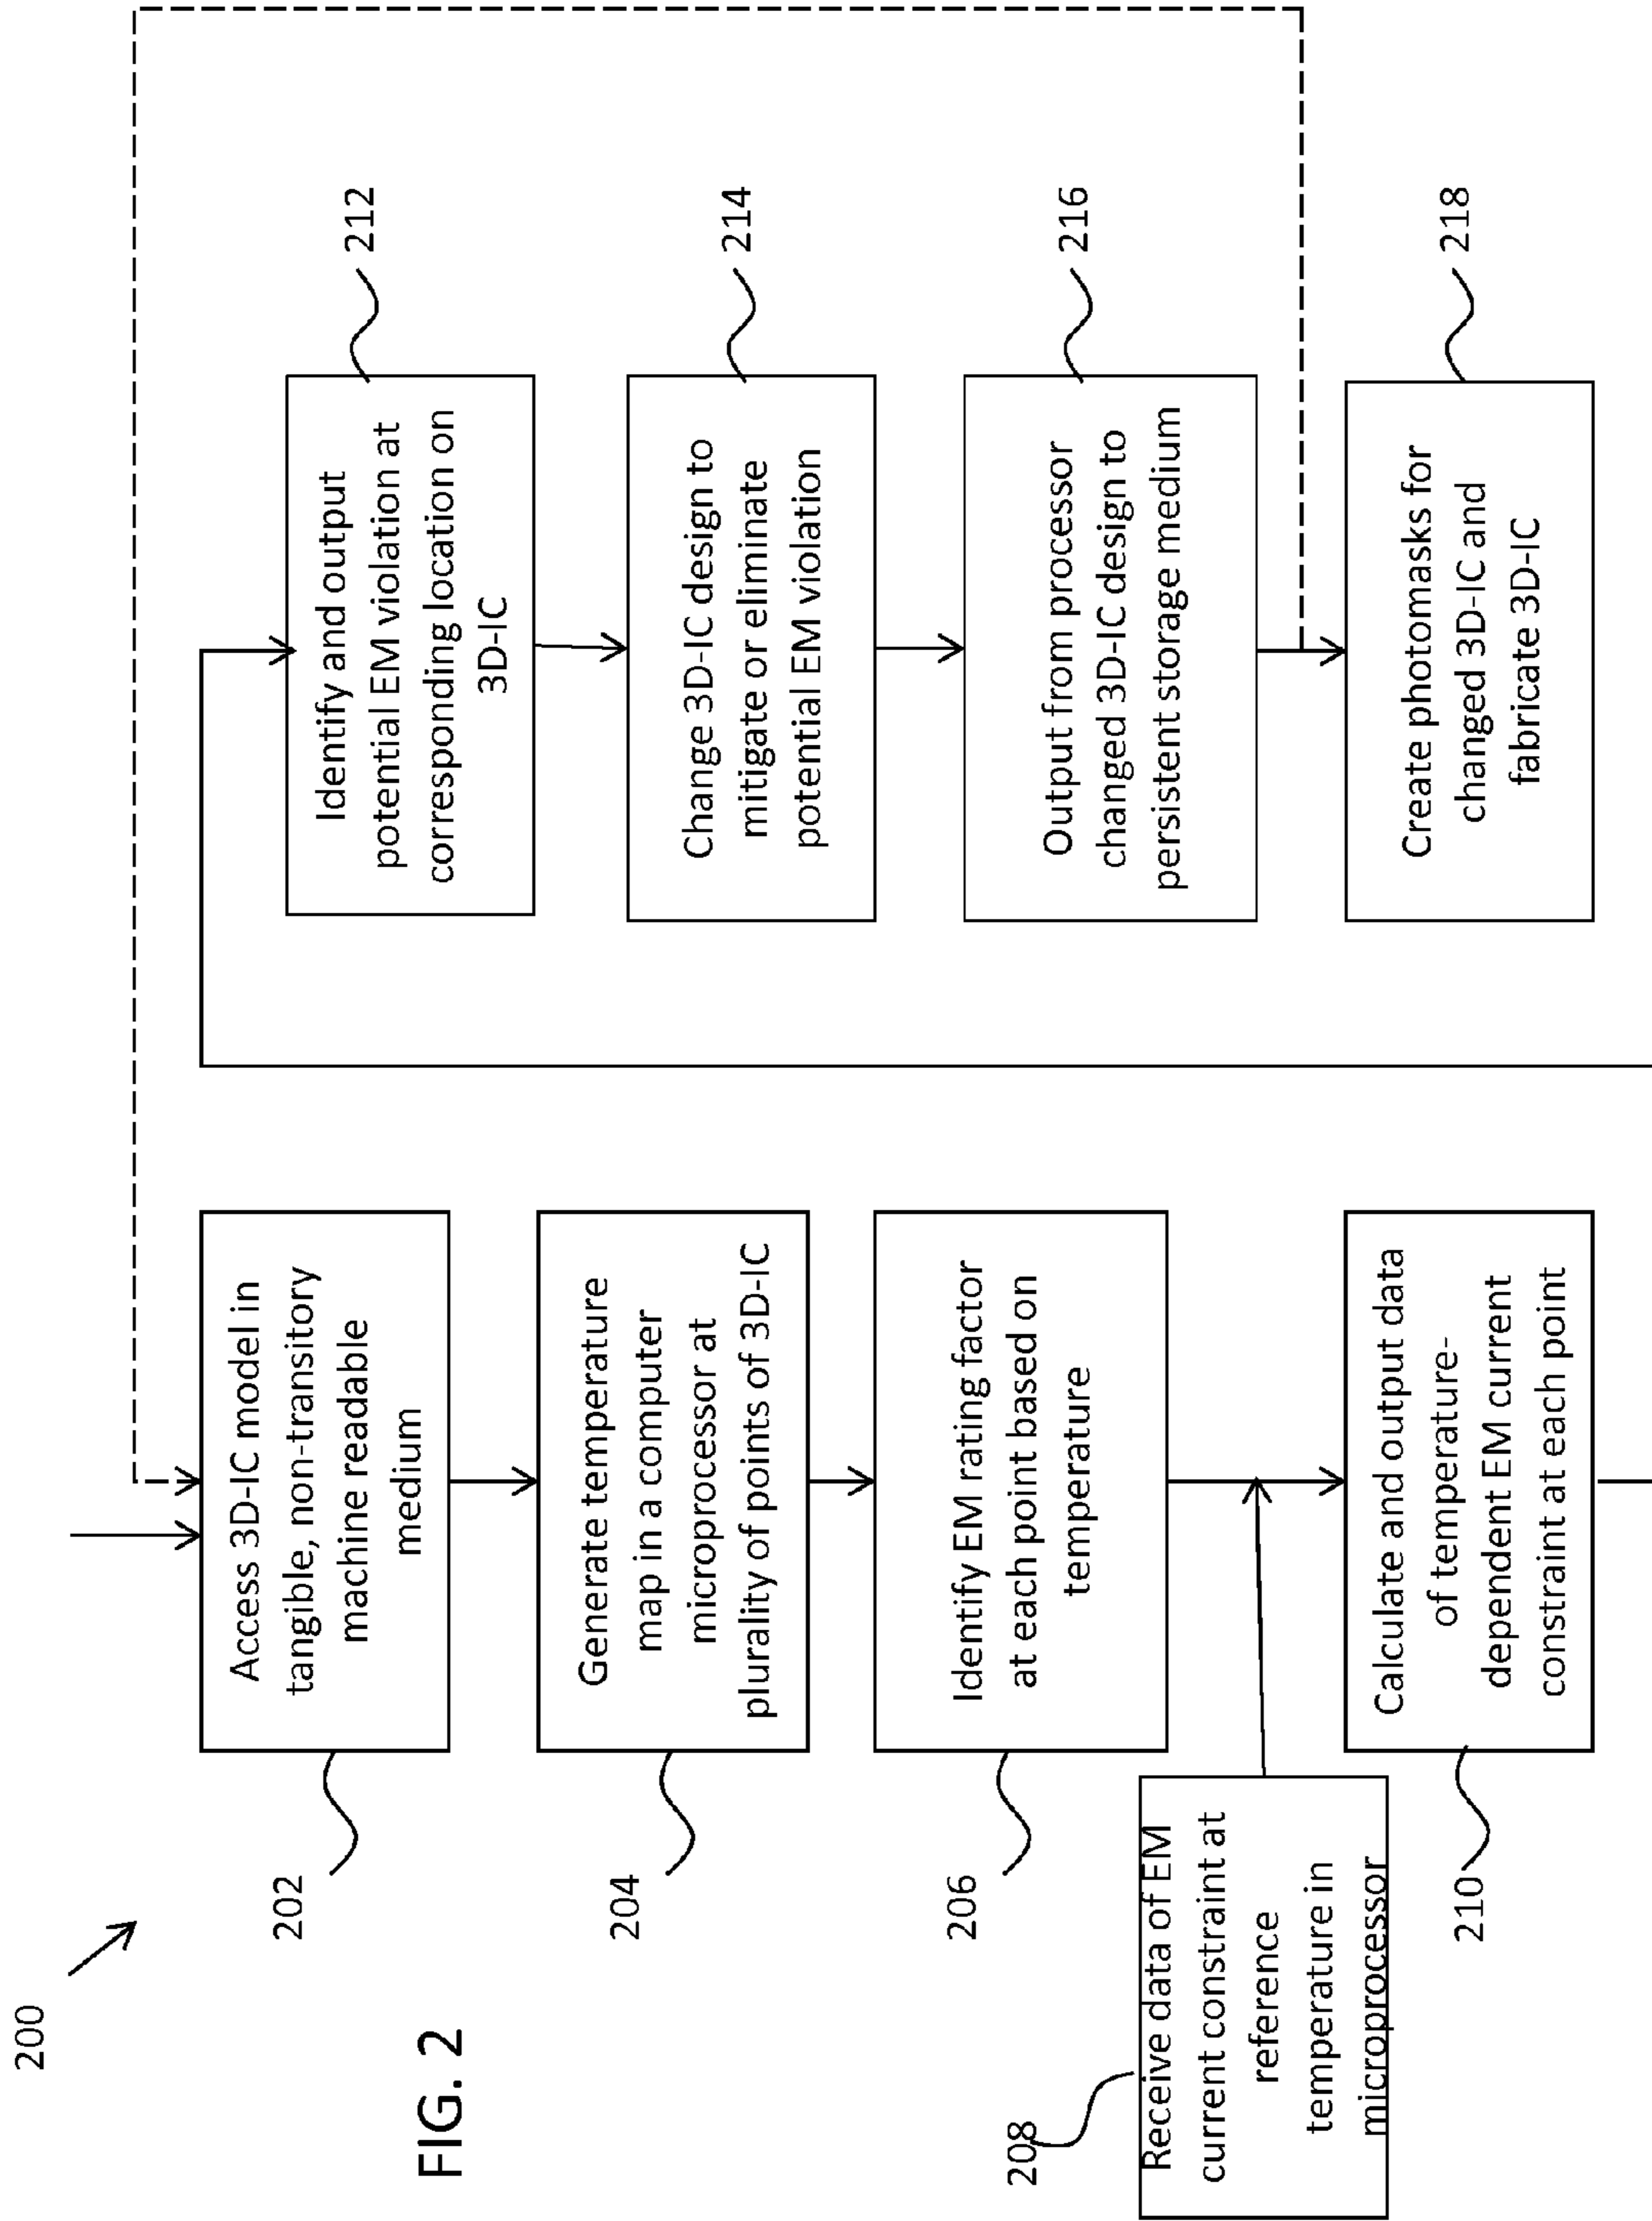 200
FIG. 2
202
Access 3D-IC model in
tangible, non-transitory
machine readable
medium
204
Generate temperature
map in a computer
microprocessor at
plurality of points of 3D-IC
206
Identify EM rating factor
at each point based on
temperature
208
Receive data of EM
current constraint at
reference
temperature in
microprocessor
210
Calculate and output data
of temperature-
dependent EM current
constraint at each point
Identify and output
potential EM violation at
corresponding location on
3D-IC
212
Change 3D-IC design to
mitigate or eliminate
potential EM violation
214
Output from processor
changed 3D-IC design to
persistent storage medium
216
Create photomasks for
changed 3D-IC and
fabricate 3D-IC
218